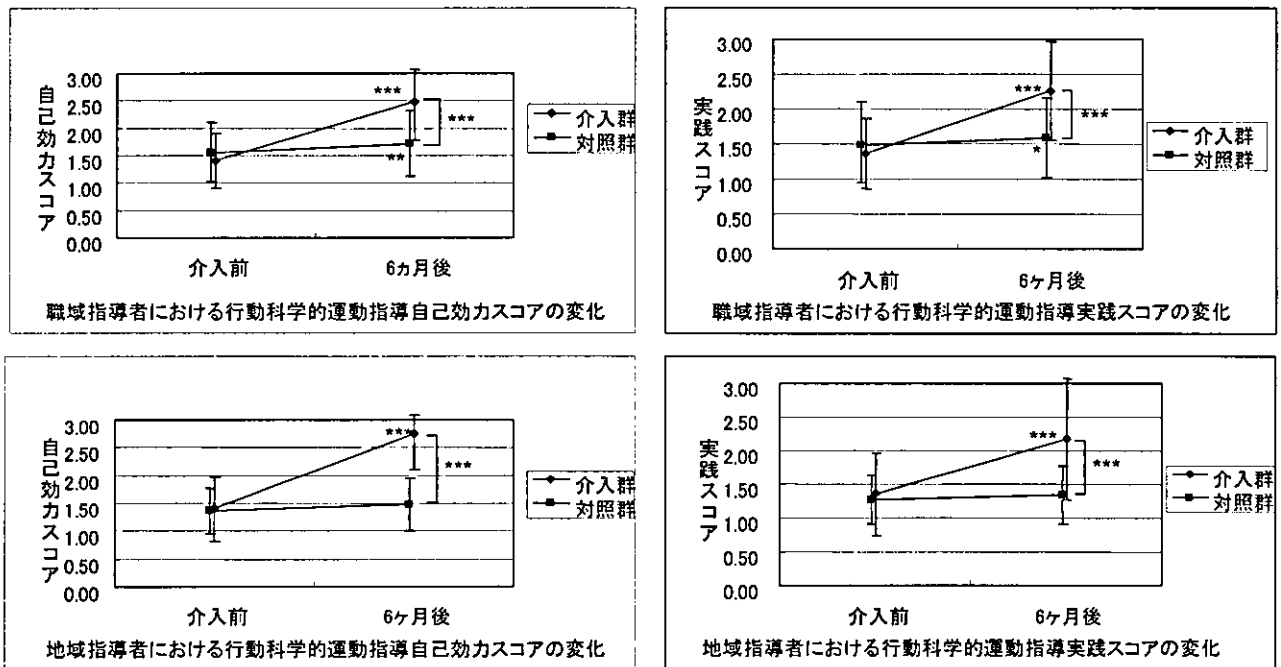 自己効力スコア
3.00
2.50
2.00
1.50
1.00
0.50
0.00
***
**
***
介入前
6カ月後
介入群
対照群
職域指導者における行動科学的運動指導自己効力スコアの変化
実践スコア
3.00
2.50
2.00
1.50
1.00
0.50
0.00
***
*
***
介入前
6ヶ月後
介入群
対照群
職域指導者における行動科学的運動指導実践スコアの変化
自己効力スコア
3.00
2.50
2.00
1.50
1.00
0.50
0.00
***
***
介入前
6ヶ月後
介入群
対照群
地域指導者における行動科学的運動指導自己効力スコアの変化
実践スコア
3.00
2.50
2.00
1.50
1.00
0.50
0.00
***
***
介入前
6ヶ月後
介入群
対照群
地域指導者における行動科学的運動指導実践スコアの変化